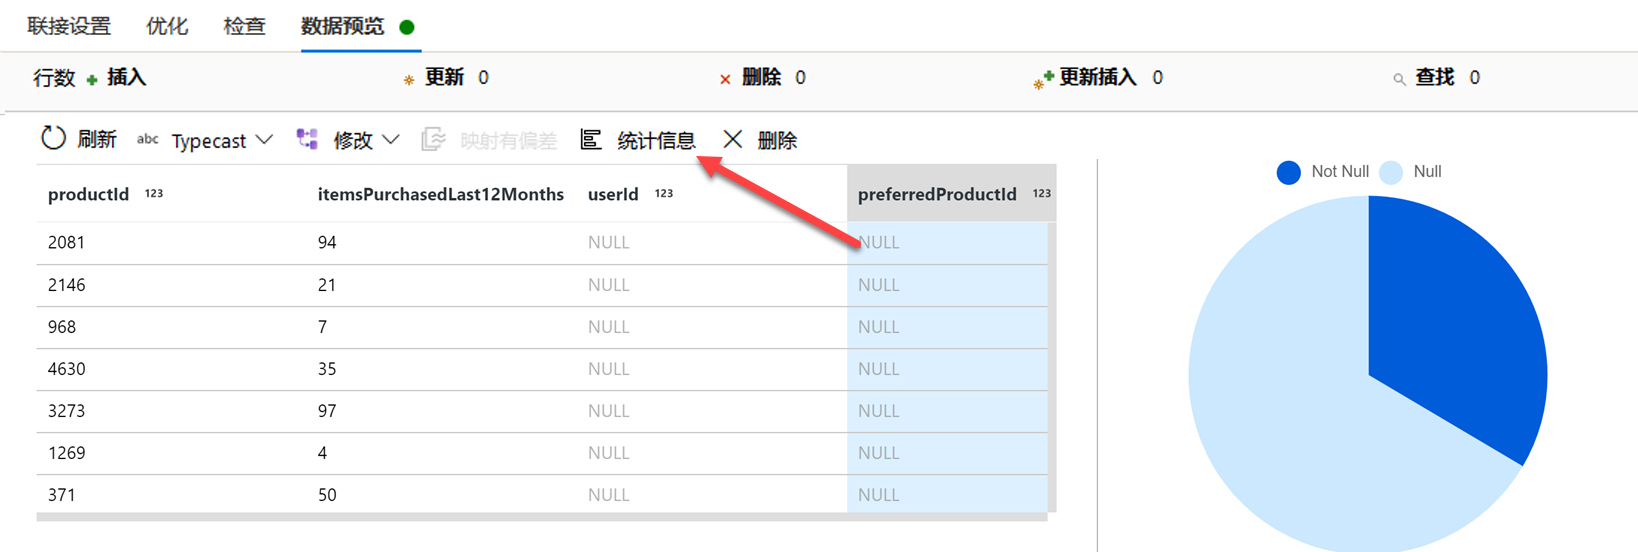 联接设置 优化 检查 数据预览
行数 插入 更新 0 删除 0 更新插入 0 查找 0
刷新 abc Typecast 修改 映射有偏差 统计信息 删除
productId 123 itemsPurchasedLast12Months userId 123 preferredProductId 123
2081 94 NULL NULL
2146 21 NULL NULL
968 7 NULL NULL
4630 35 NULL NULL
3273 97 NULL NULL
1269 4 NULL NULL
371 50 NULL NULL
Not Null Null